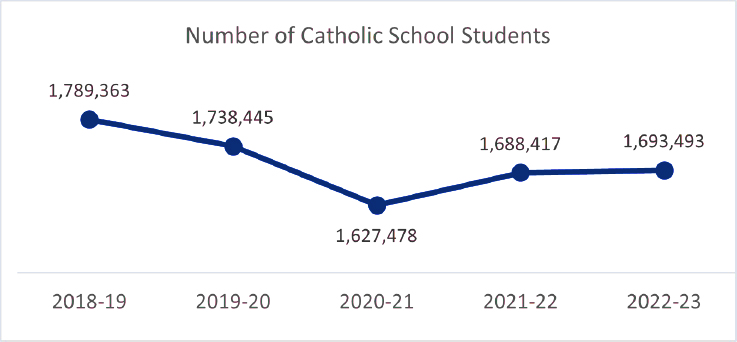 Number of Catholic School Students
1,789,363
1,738,445
1,627,478
1,688,417
1,693,493
2018-19 2019-20 2020-21 2021-22 2022-23